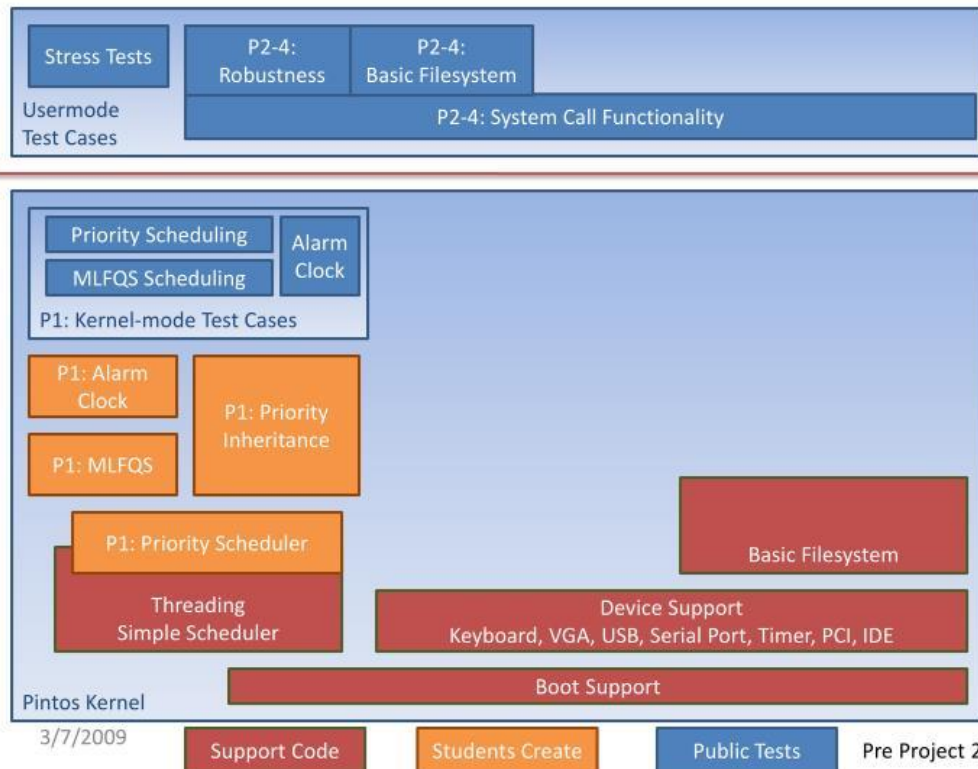 Stress Tests
P2-4:
Robustness
P2-4:
Basic Filesystem
Usermode
Test Cases
P2-4: System Call Functionality
Priority Scheduling
MLFQS Scheduling
Alarm
Clock
P1: Kernel-mode Test Cases
P1: Alarm
Clock
P1: Priority
Inheritance
P1: MLFQS
P1: Priority Scheduler
Basic Filesystem
Threading
Simple Scheduler
Device Support
Keyboard, VGA, USB, Serial Port, Timer, PCI, IDE
Boot Support
Pintos Kernel
3/7/2009
Support Code
Students Create
Public Tests
Pre Project 2